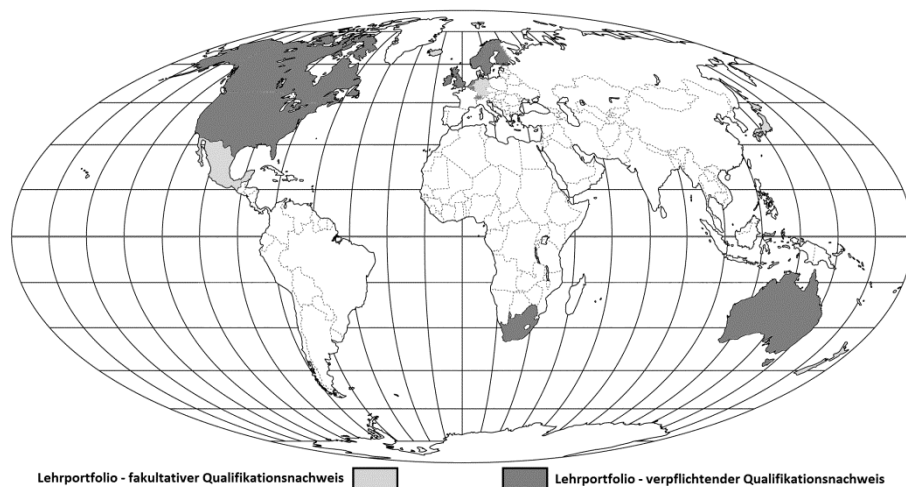 Lehrportfolio - fakultativer Qualifikationsnachweis
Lehrportfolio - verpflichtender Qualifikationsnachweis